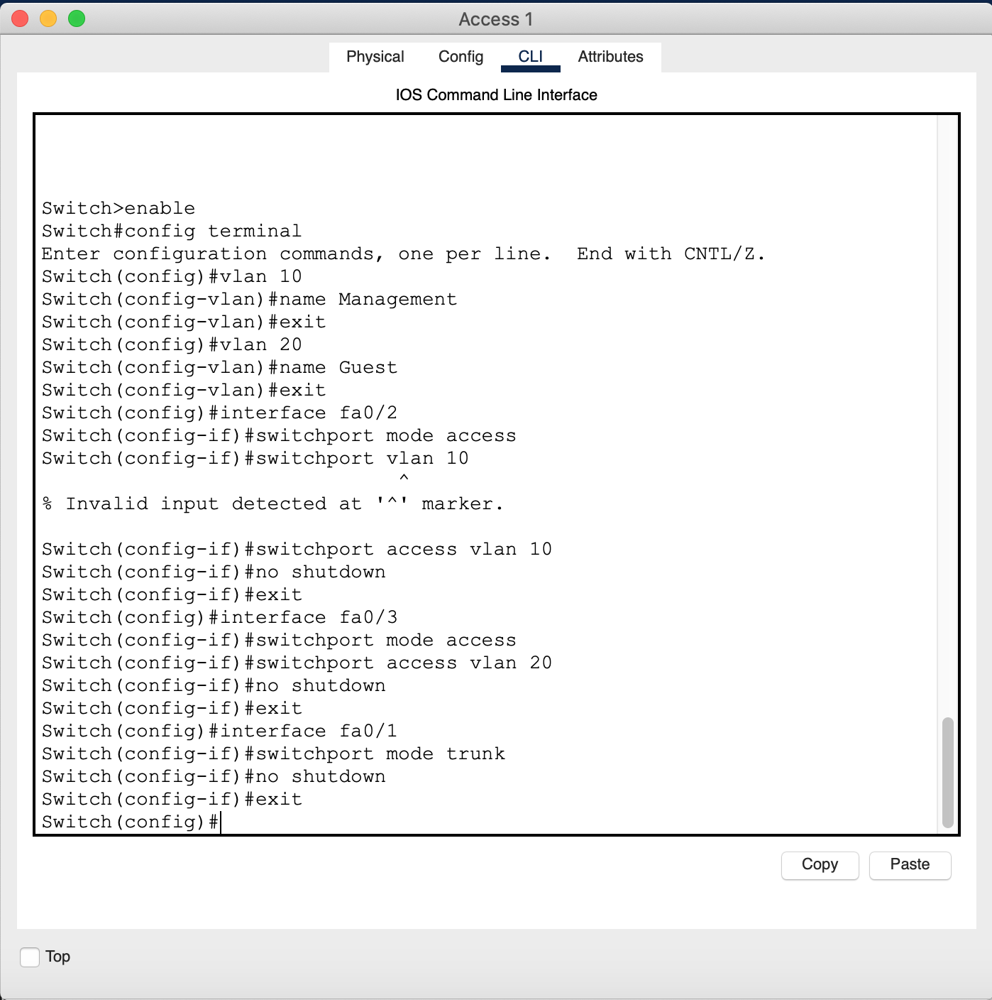 Access 1
Physical Config CLI Attributes
IOS Command Line Interface
Switch>enable
Switch#config terminal
Enter configuration commands, one per line.  End with CNTL/Z.
Switch(config)#vlan 10
Switch(config-vlan)#name Management
Switch(config-vlan)#exit
Switch(config)#vlan 20
Switch(config-vlan)#name Guest
Switch(config-vlan)#exit
Switch(config)#interface fa0/2
Switch(config-if)#switchport mode access
Switch(config-if)#switchport vlan 10
^
% Invalid input detected at '^' marker.
Switch(config-if)#switchport access vlan 10
Switch(config-if)#no shutdown
Switch(config-if)#exit
Switch(config)#interface fa0/3
Switch(config-if)#switchport mode access
Switch(config-if)#switchport access vlan 20
Switch(config-if)#no shutdown
Switch(config-if)#exit
Switch(config)#interface fa0/1
Switch(config-if)#switchport mode trunk
Switch(config-if)#no shutdown
Switch(config-if)#exit
Switch(config)#
Copy Paste
Top